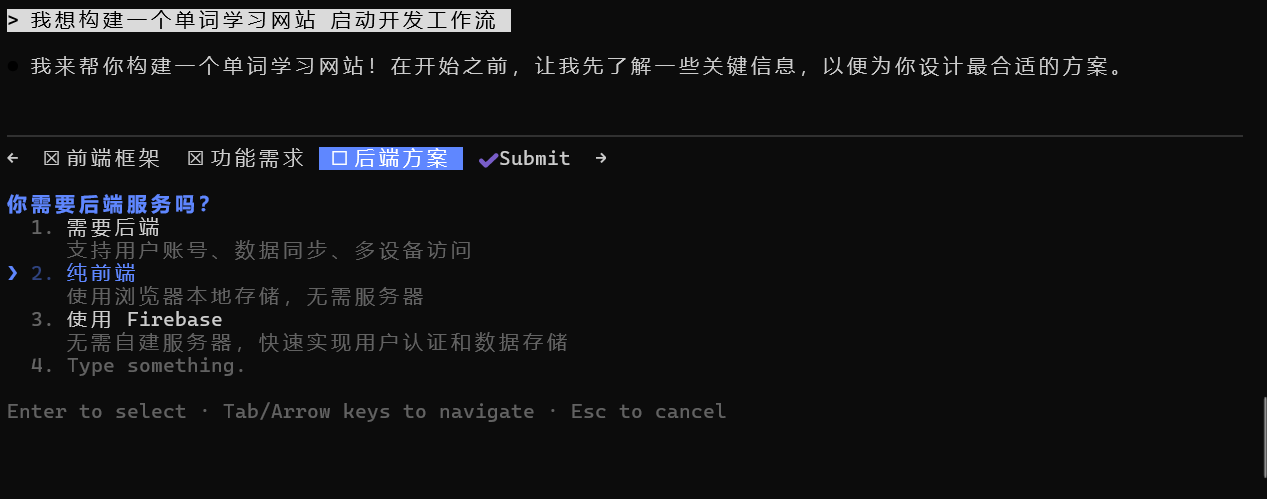 > 我想构建一个单词学习网站 启动开发工作流
● 我来帮你构建一个单词学习网站！在开始之前，让我先了解一些关键信息，以便为你设计最合适的方案。
← ☒ 前端框架 ☒ 功能需求 ☐ 后端方案 ✔Submit →
你需要后端服务吗？
1. 需要后端
支持用户账号、数据同步、多设备访问
❯ 2. 纯前端
使用浏览器本地存储，无需服务器
3. 使用 Firebase
无需自建服务器，快速实现用户认证和数据存储
4. Type something.
Enter to select · Tab/Arrow keys to navigate · Esc to cancel